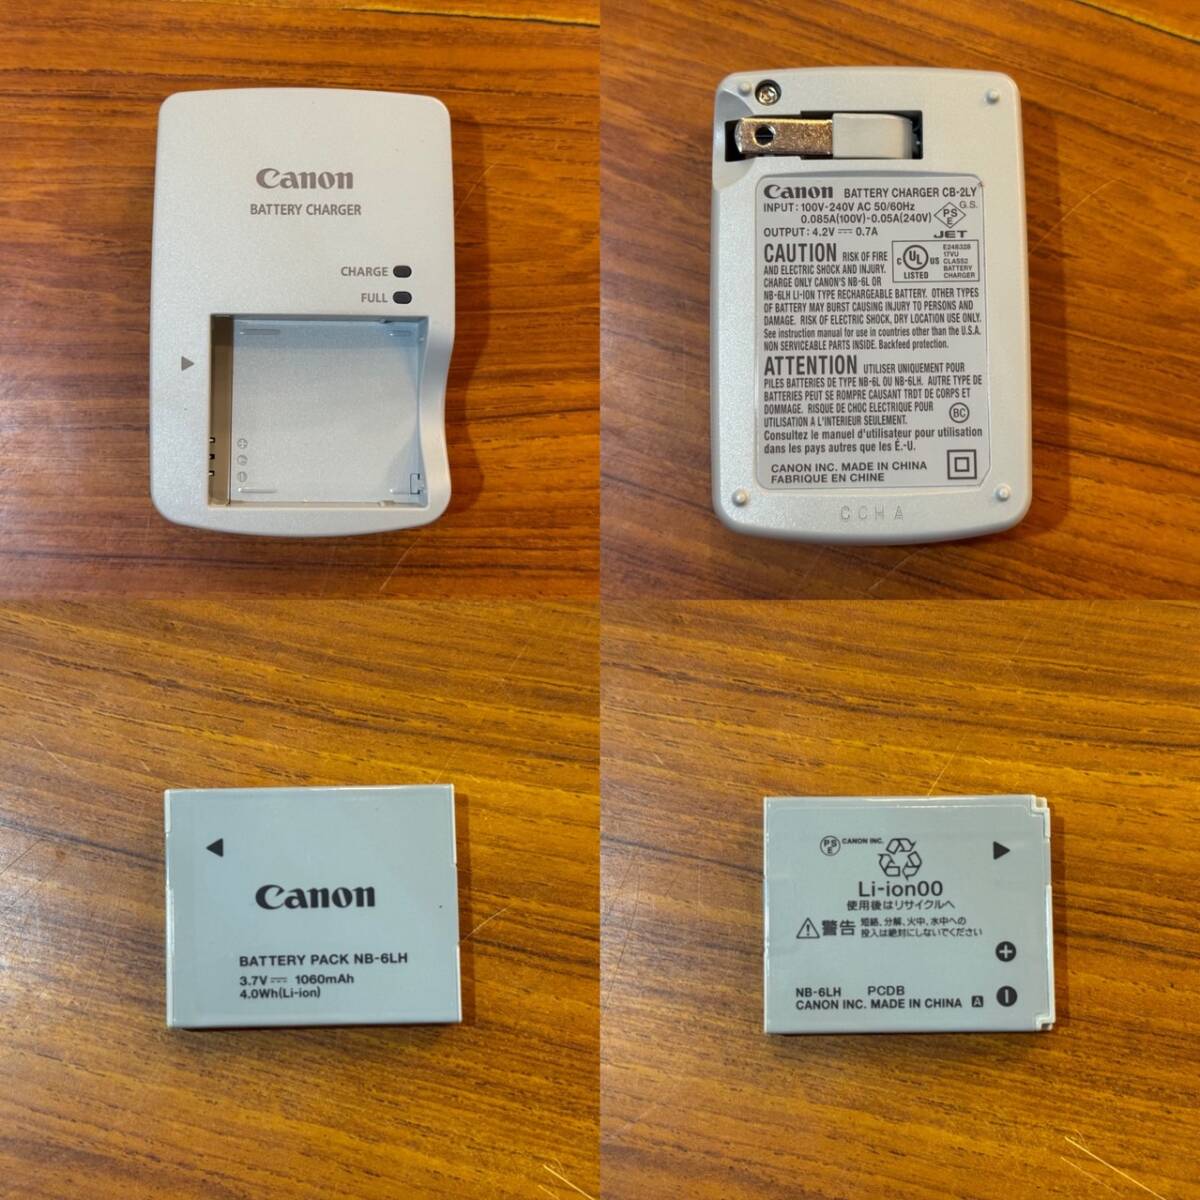 Canon
BATTERY CHARGER
CHARGE
FULL
Canon BATTERY CHARGER CB-2LY
INPUT: 100V-240V AC 50/60Hz
0.085A(100V)-0.05A(240V)
OUTPUT: 4.2V⎓0.7A
PSE
G.S.
JET
CAUTION RISK OF FIRE
AND ELECTRIC SHOCK AND INJURY.
CHARGE ONLY CANON'S NB-6L OR
NB-6LH LI-ION TYPE RECHARGEABLE BATTERY. OTHER TYPES
OF BATTERY MAY BURST CAUSING INJURY TO PERSONS AND
DAMAGE. RISK OF ELECTRIC SHOCK, DRY LOCATION USE ONLY.
See instruction manual for use in countries other than the U.S.A.
NON SERVICEABLE PARTS INSIDE. Backfeed protection.
C UL US
LISTED
E248328
17VU
CLASS2
BATTERY
CHARGER
ATTENTION UTILISER UNIQUEMENT POUR
PILES BATTERIES DE TYPE NB-6L OU NB-6LH. AUTRE TYPE DE
BATTERIES PEUT SE ROMPRE CAUSANT TRDT DE CORPS ET
DOMMAGE. RISQUE DE CHOC ELECTRIQUE POUR
UTILISATION A L'INTERIEUR SEULEMENT.
BC
Consultez le manuel d'utilisateur pour utilisation
dans les pays autres que les É.-U.
CANON INC. MADE IN CHINA
FABRIQUE EN CHINE
CCHA
Canon
BATTERY PACK NB-6LH
3.7V⎓ 1060mAh
4.0Wh(Li-ion)
PSE CANON INC.
Li-ion00
使用後はリサイクルへ
警告 短絡、分解、火中、水中への
投入は絶対にしないでください
NB-6LH PCDB
CANON INC. MADE IN CHINA A